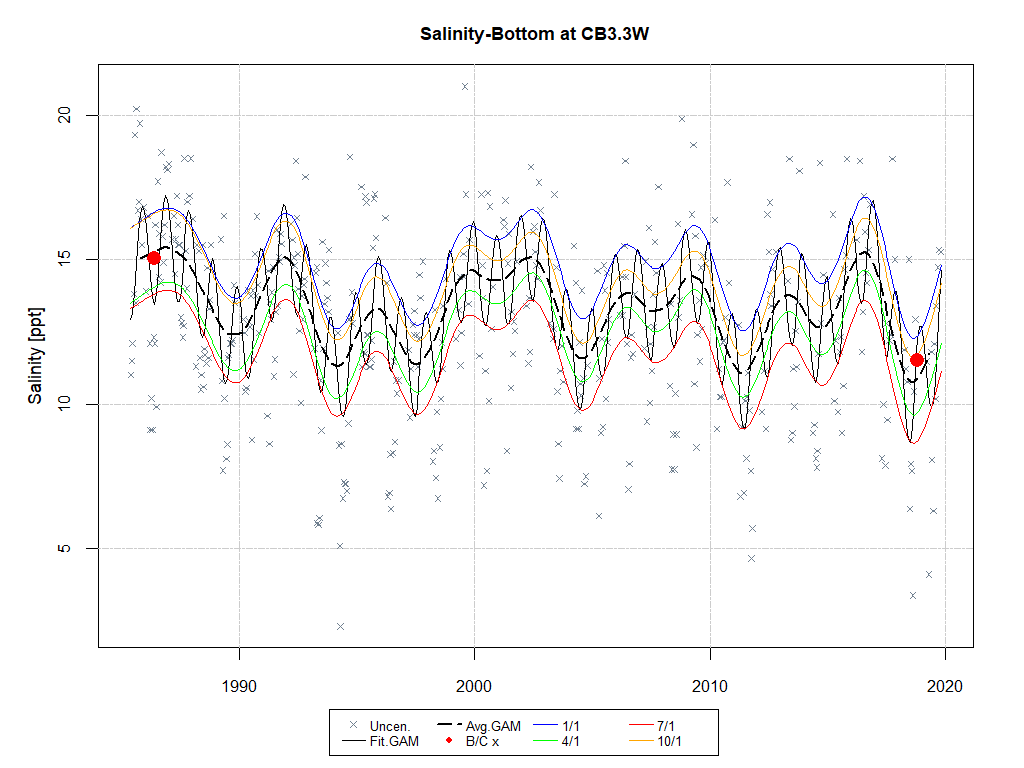 Salinity-Bottom at CB3.3W
Salinity [ppt]
20
15
10
5
1990
2000
2010
2020
Uncen.
Avg.GAM
1/1
7/1
Fit.GAM
B/C x
4/1
10/1